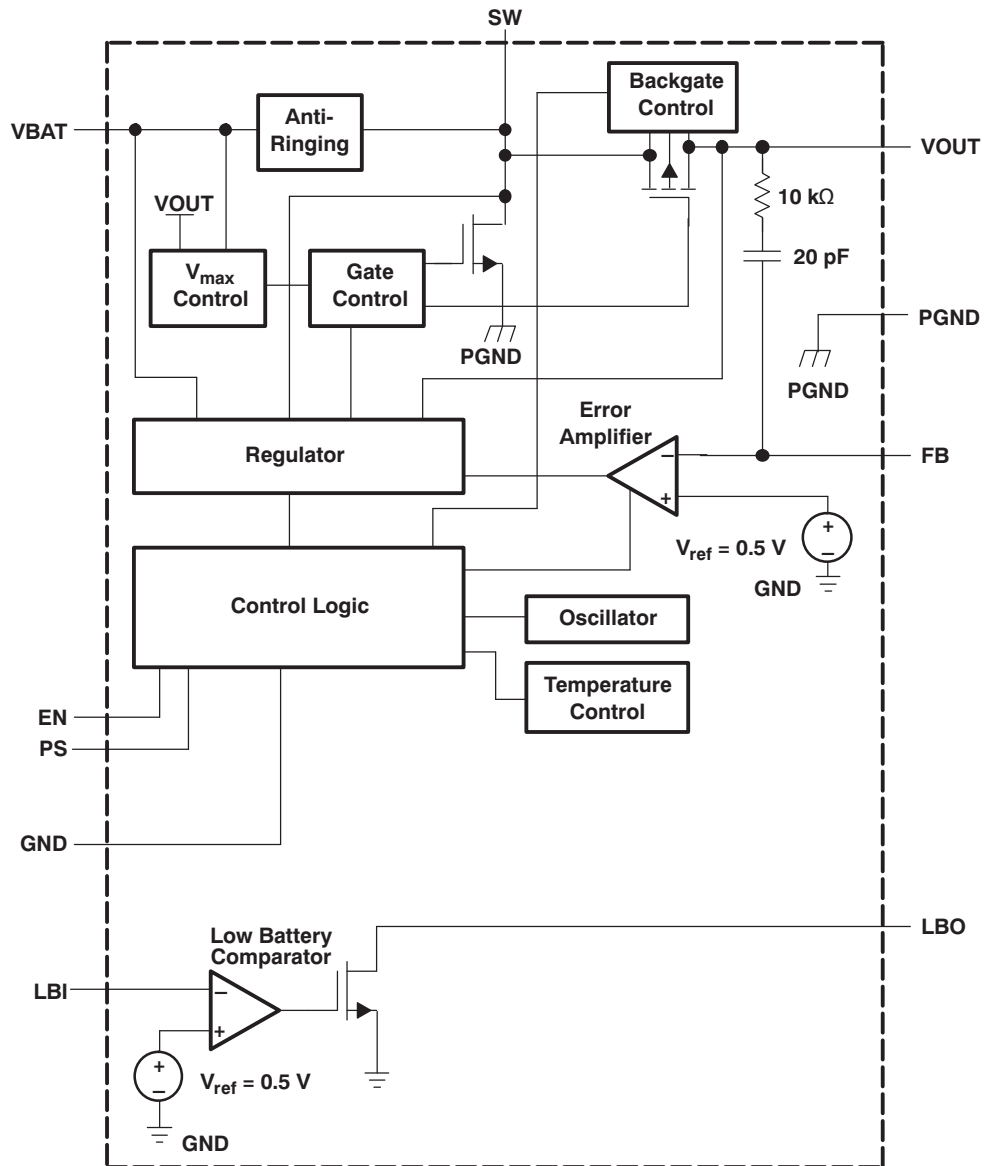 SW
Backgate
Control
Anti-
Ringing
VBAT
VOUT
VOUT
10 kΩ
Vmax
Control
Gate
Control
20 pF
PGND
PGND
PGND
Error
Amplifier
Regulator
−
FB
+
+
−
Vref = 0.5 V
GND
Control Logic
Oscillator
Temperature
Control
EN
PS
GND
LBO
Low Battery
Comparator
LBI
−
+
+
−
Vref = 0.5 V
GND